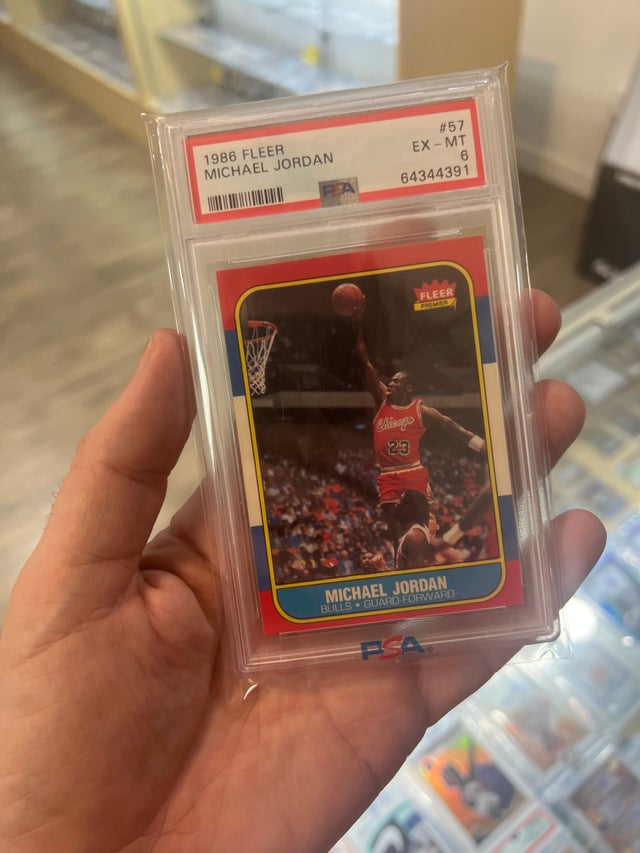 1986 FLEER
MICHAEL JORDAN
#57
EX - MT
6
64344391
PSA
FLEER
PREMIER
Chicago
23
MICHAEL JORDAN
BULLS • GUARD-FORWARD
PSA®